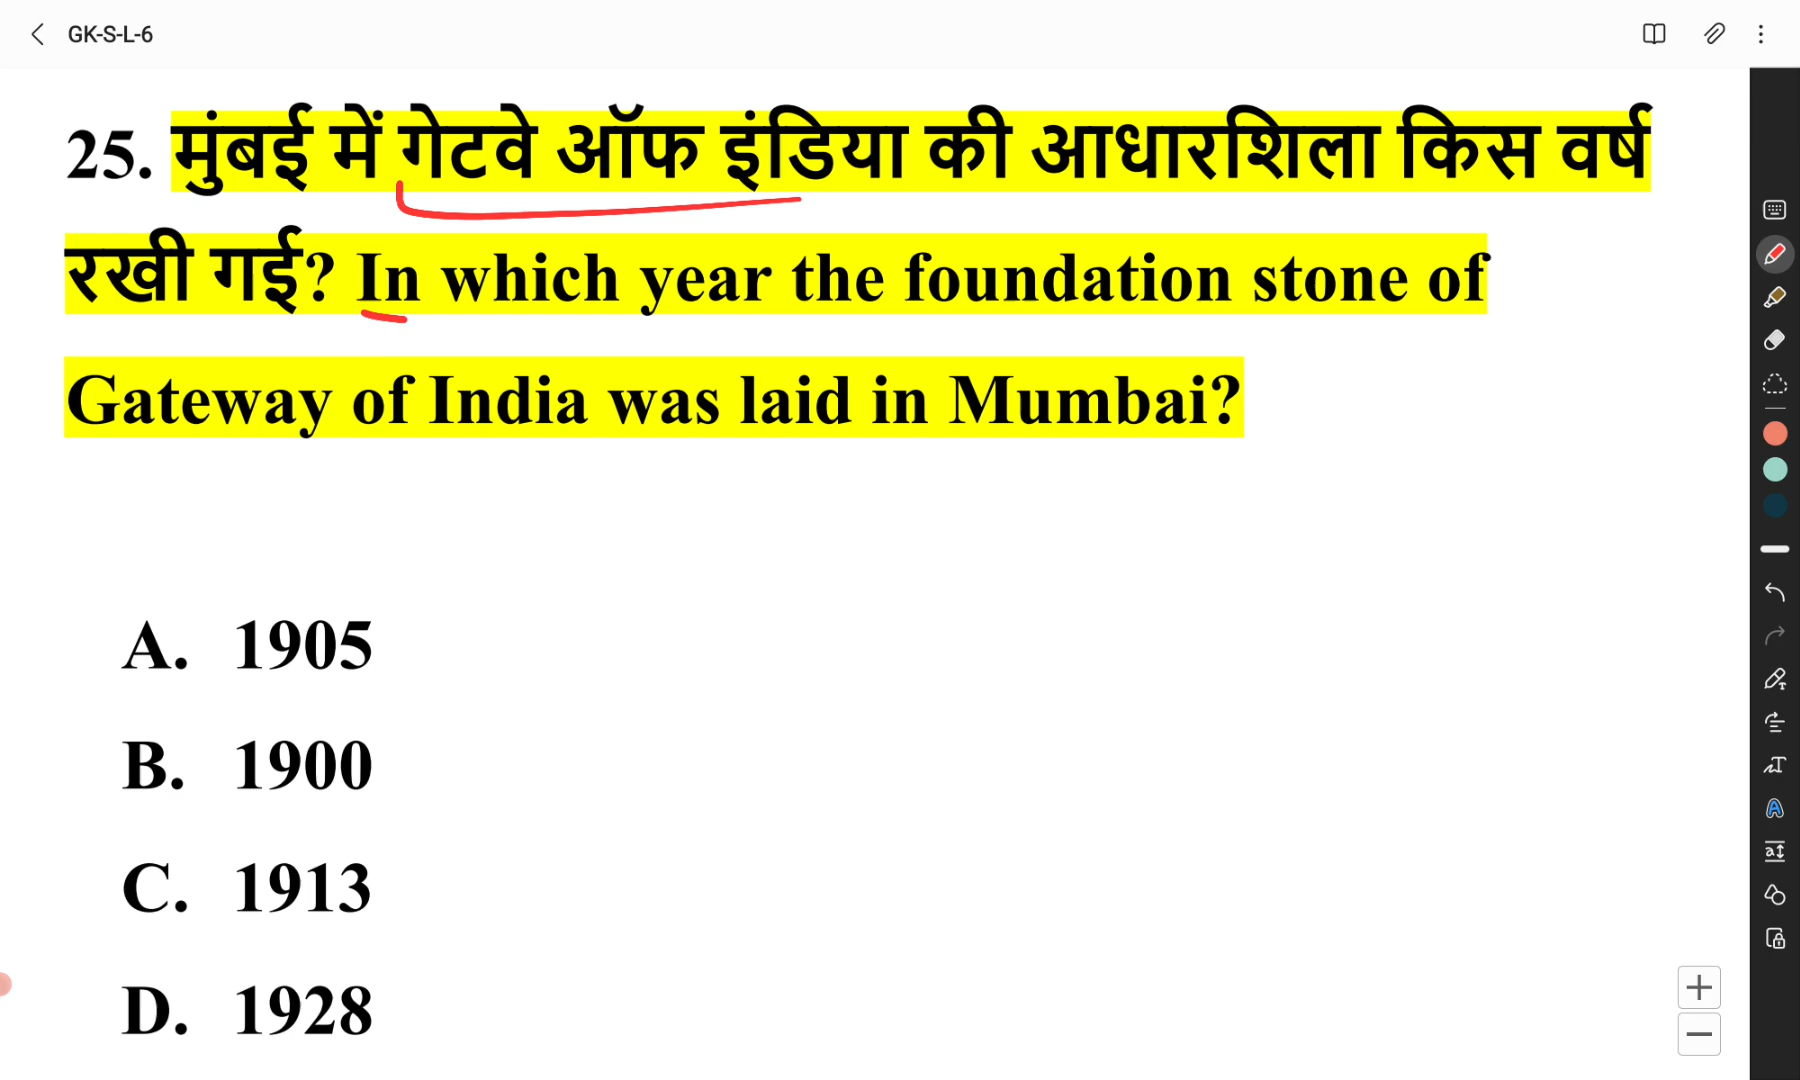 GK-S-L-6
25. मुंबई में गेटवे ऑफ इंडिया की आधारशिला किस वर्ष
रखी गई? In which year the foundation stone of
Gateway of India was laid in Mumbai?
A. 1905
B. 1900
C. 1913
D. 1928